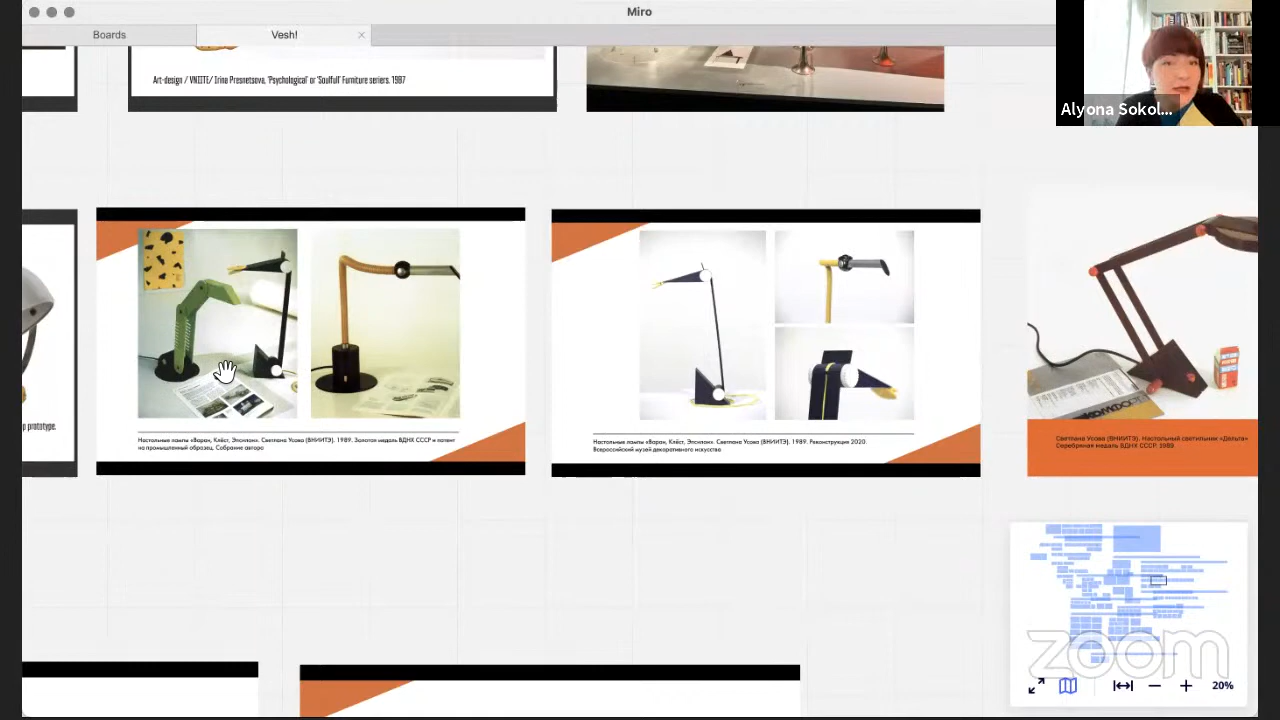 Miro
Boards
Vesh!
Alyona Sokol...
Art-design / VNIITE/ Irina Presnetsova. 'Psychological' or 'Soulful' Furniture seriers. 1987
p prototype.
Настольные лампы «Варан, Клёст, Эпсилон». Светлана Усова (ВНИИТЭ). 1989. Золотая медаль ВДНХ СССР и патент
на промышленный образец. Собрание автора
Настольные лампы «Варан, Клёст, Эпсилон». Светлана Усова (ВНИИТЭ). 1989. Реконструкция 2020.
Всероссийский музей декоративного искусства
Светлана Усова (ВНИИТЭ). Настольный светильник «Дельта»
Серебряная медаль ВДНХ СССР. 1989
zoom
20%